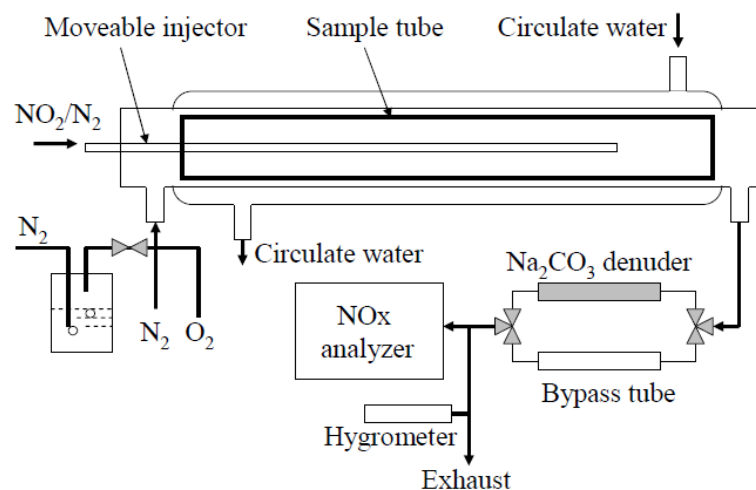 Moveable injector
Sample tube
Circulate water
NO₂/N₂
N₂
N₂
O₂
Circulate water
Na₂CO₃ denuder
NOx
analyzer
Bypass tube
Hygrometer
Exhaust